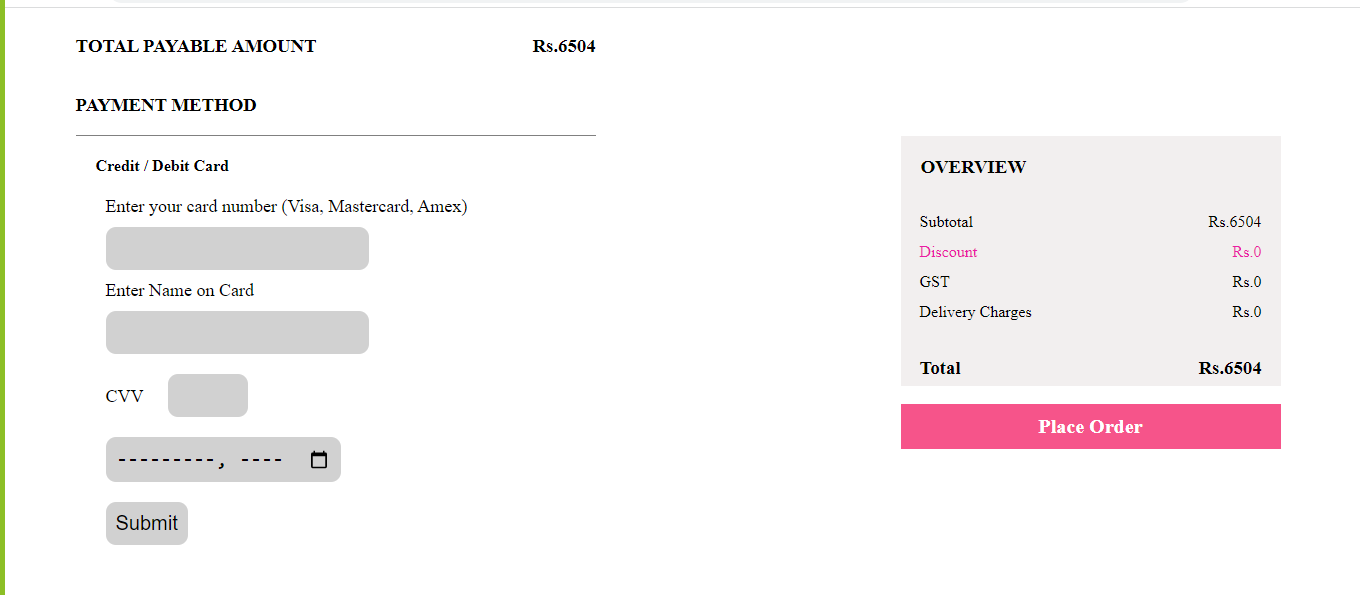 TOTAL PAYABLE AMOUNT Rs.6504
PAYMENT METHOD
Credit / Debit Card
Enter your card number (Visa, Mastercard, Amex)
Enter Name on Card
CVV
---------, ----
Submit
OVERVIEW
Subtotal Rs.6504
Discount Rs.0
GST Rs.0
Delivery Charges Rs.0
Total Rs.6504
Place Order